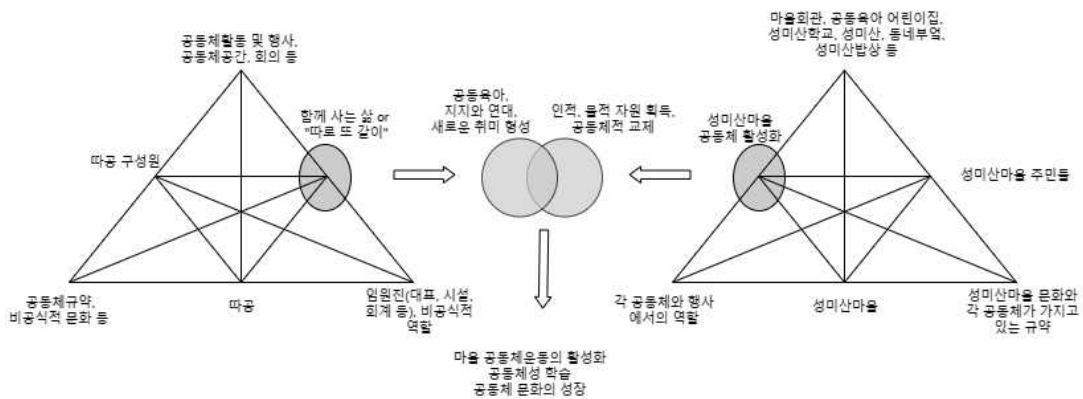 공동체활동 및 행사,
공동체공간, 회의 등
함께 사는 삶 or
"따로 또 같이"
따공 구성원
공동체규약,
비공식적 문화 등
따공
임원진(대표, 시설,
회계 등), 비공식적
역할
공동육아,
지지와 연대,
새로운 취미 형성
인적, 물적 자원 획득,
공동체적 교제
마을 공동체운동의 활성화
공동체성 학습
공동체 문화의 성장
마을회관, 공동육아 어린이집,
성미산학교, 성미산, 동네부엌,
성미산밥상 등
성미산마을
공동체 활성화
성미산마을 주민들
각 공동체와 행사
에서의 역할
성미산마을
성미산마을 문화와
각 공동체가 가지고
있는 규약